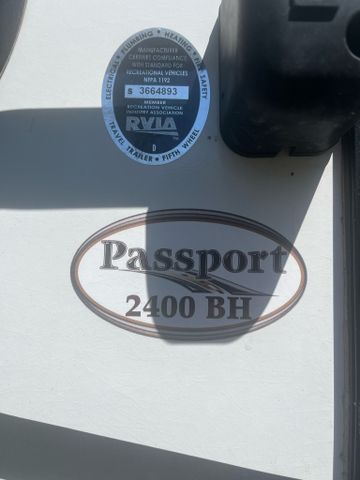 ELECTRICAL • PLUMBING • HEATING • FIRE SAFETY
MANUFACTURER
CERTIFIES COMPLIANCE
WITH STANDARD FOR
RECREATIONAL VEHICLES
NFPA 1192
S 3664893
MEMBER
RECREATION VEHICLE
INDUSTRY ASSOCIATION
RVIA
D
TRAVEL TRAILER • FIFTH WHEEL
Passport
2400 BH